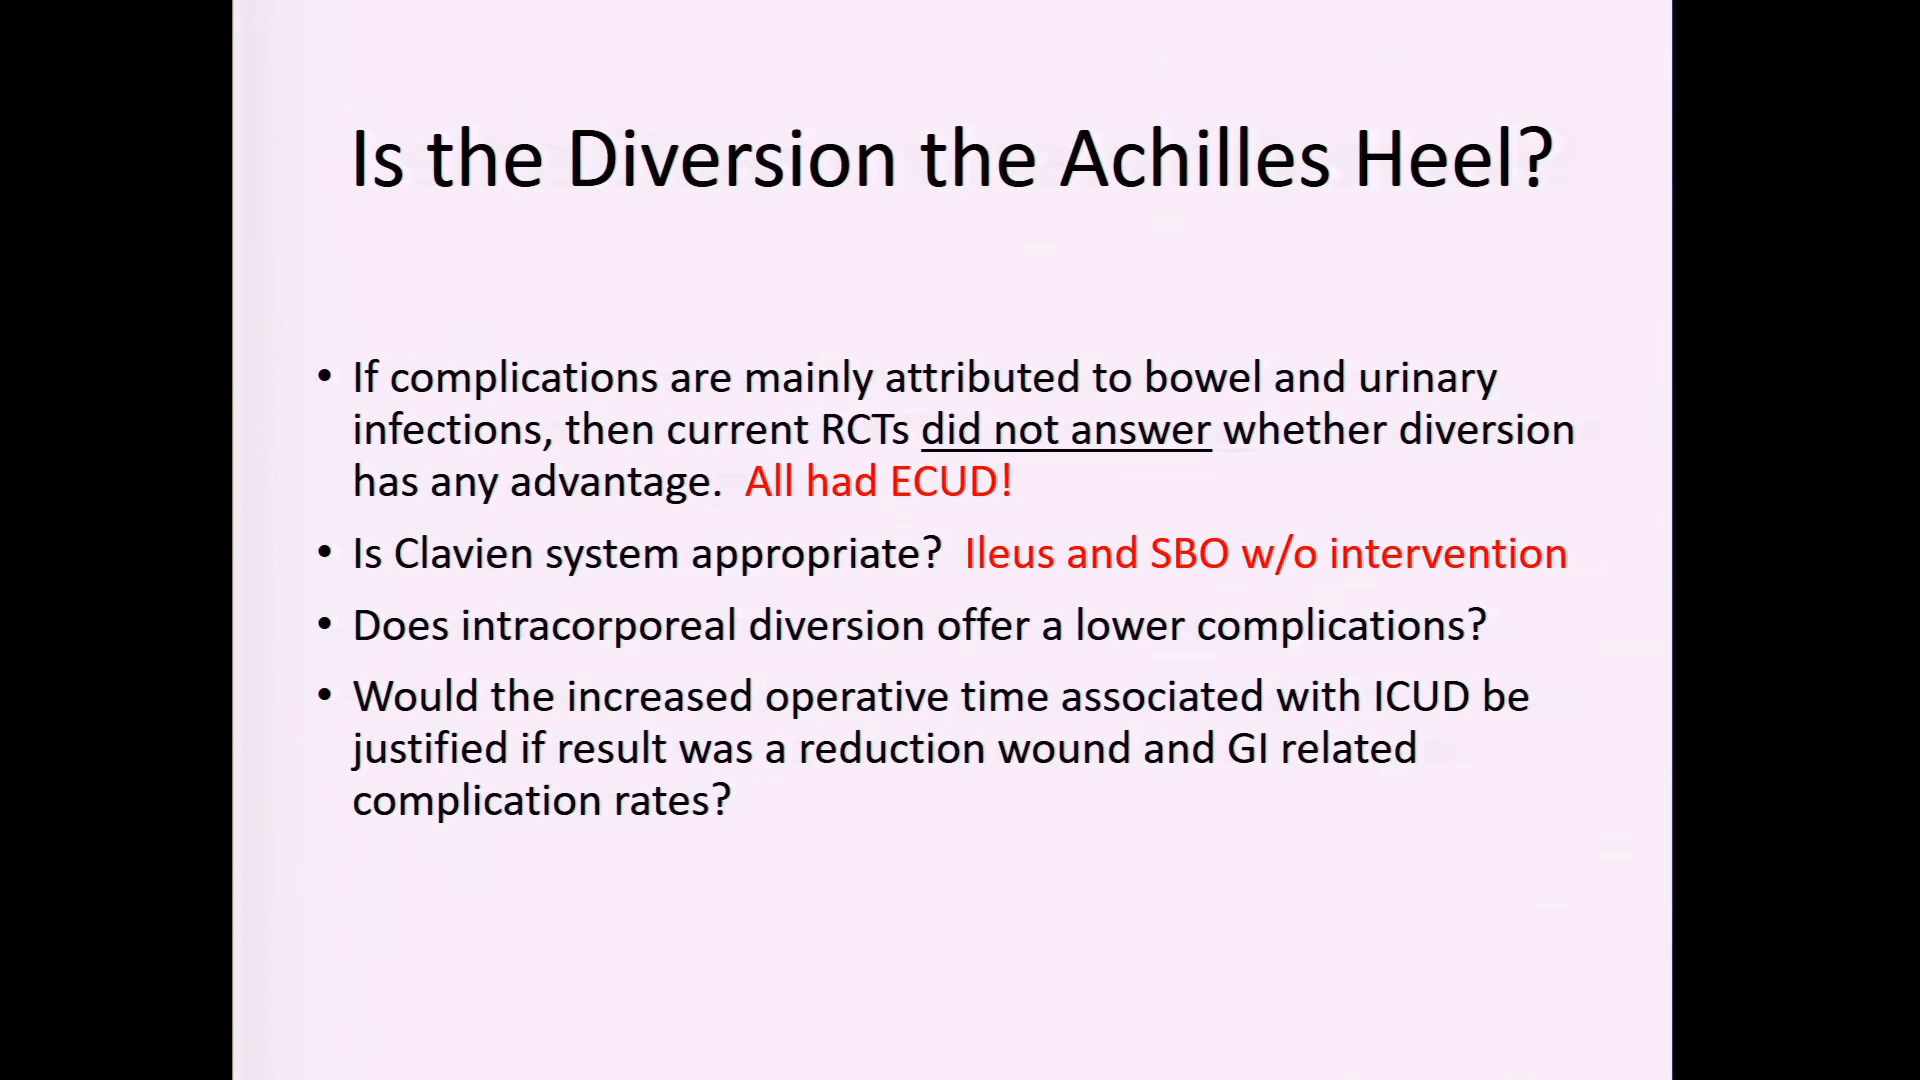 Is the Diversion the Achilles Heel?
• If complications are mainly attributed to bowel and urinary
infections, then current RCTs did not answer whether diversion
has any advantage. All had ECUD!
• Is Clavien system appropriate? Ileus and SBO w/o intervention
• Does intracorporeal diversion offer a lower complications?
• Would the increased operative time associated with ICUD be
justified if result was a reduction wound and GI related
complication rates?